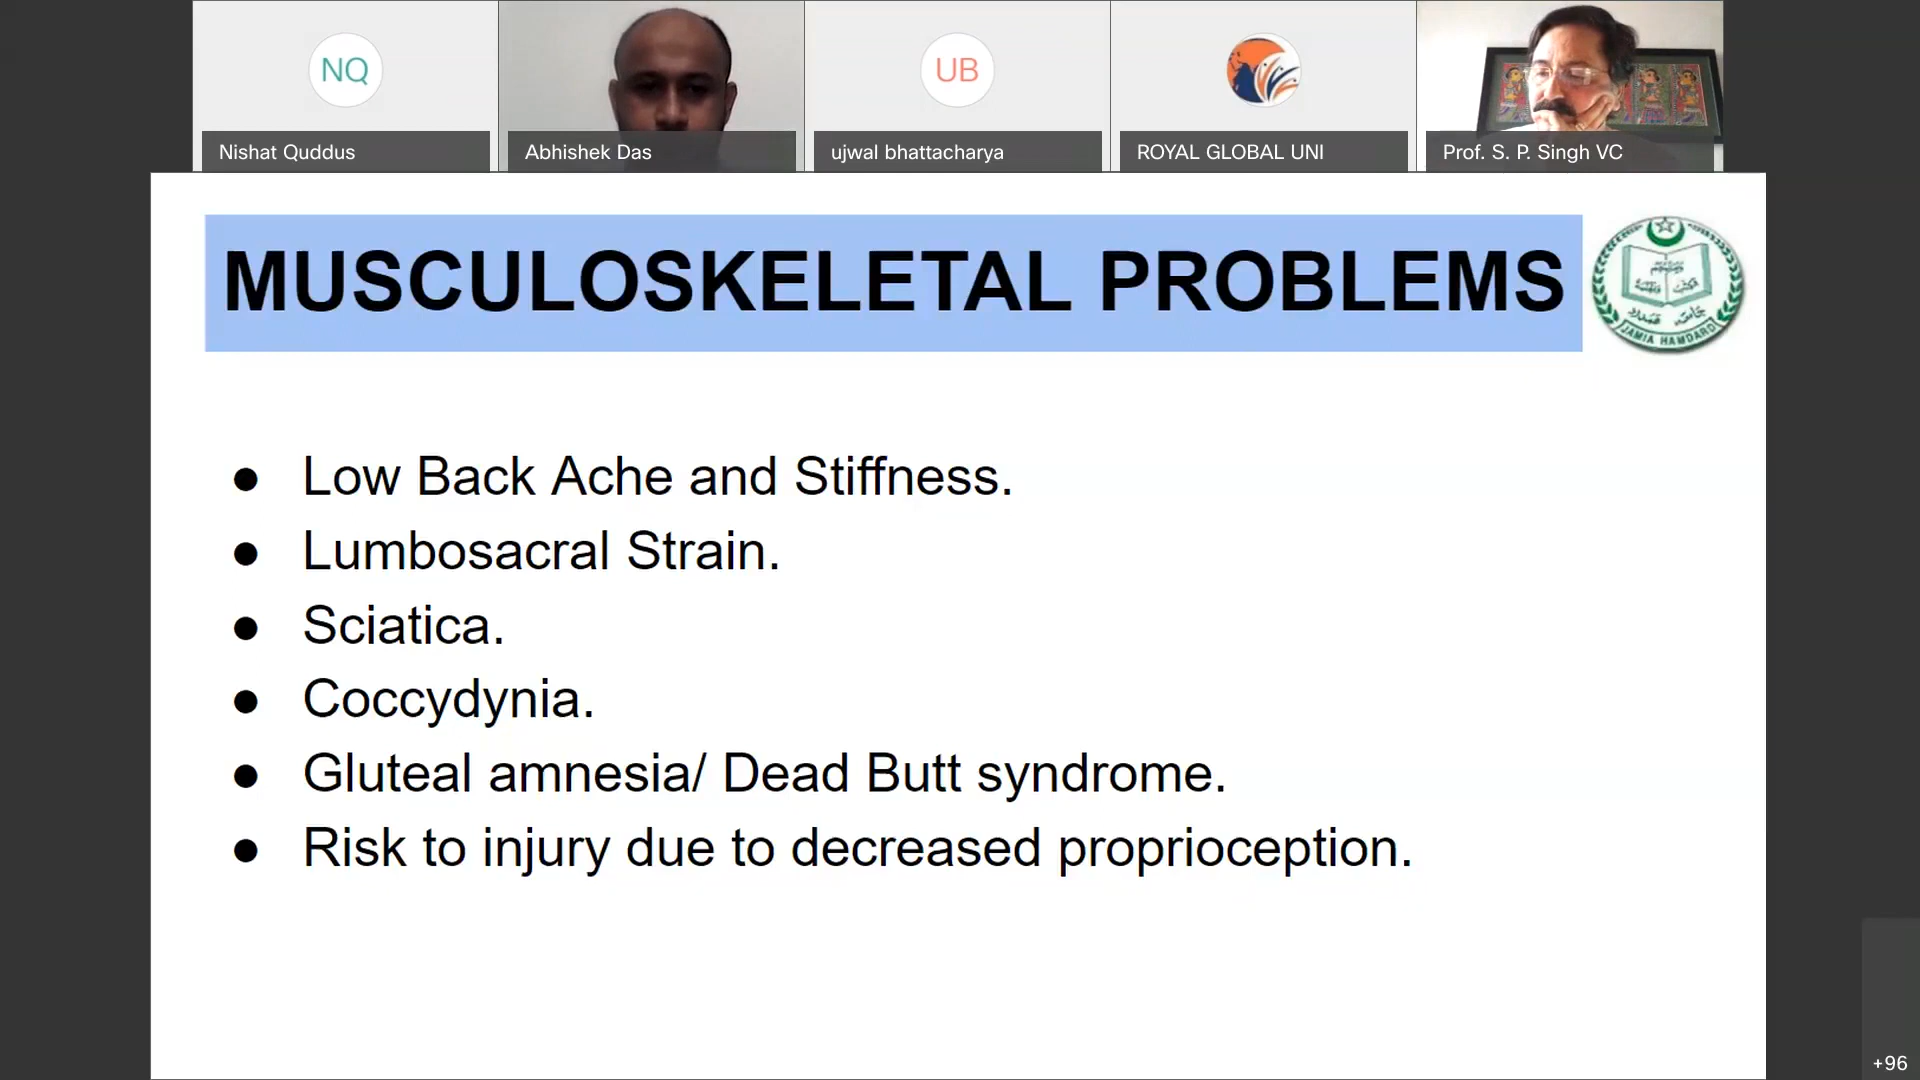 NQ
UB
Nishat Quddus
Abhishek Das
ujwal bhattacharya
ROYAL GLOBAL UNI
Prof. S. P. Singh VC
MUSCULOSKELETAL PROBLEMS
JAMIA HAMDARD
● Low Back Ache and Stiffness.
● Lumbosacral Strain.
● Sciatica.
● Coccydynia.
● Gluteal amnesia/ Dead Butt syndrome.
● Risk to injury due to decreased proprioception.
+96